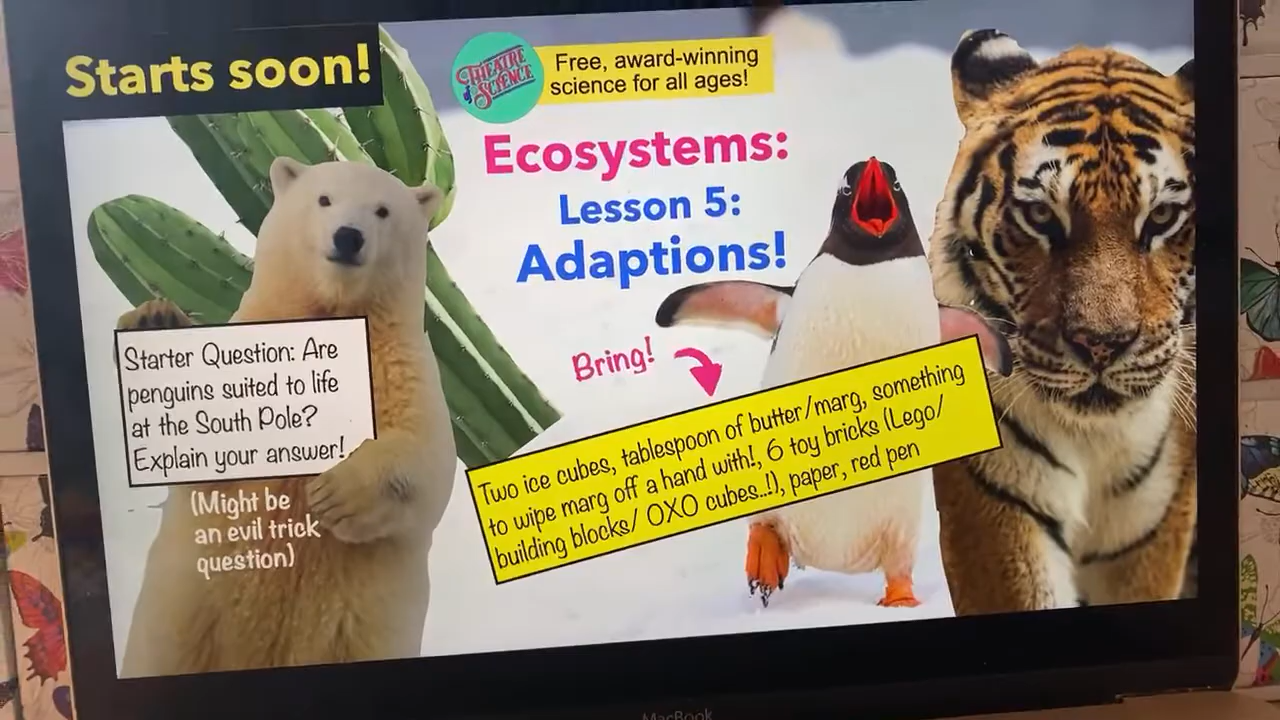 Starts soon!
THEATRE
of
SCIENCE
Free, award-winning
science for all ages!
Ecosystems:
Lesson 5:
Adaptions!
Starter Question: Are
penguins suited to life
at the South Pole?
Explain your answer!
(Might be
an evil trick
question)
Bring!
Two ice cubes, tablespoon of butter/marg, something
to wipe marg off a hand with!, 6 toy bricks (Lego/
building blocks/ OXO cubes...!), paper, red pen
MacBook